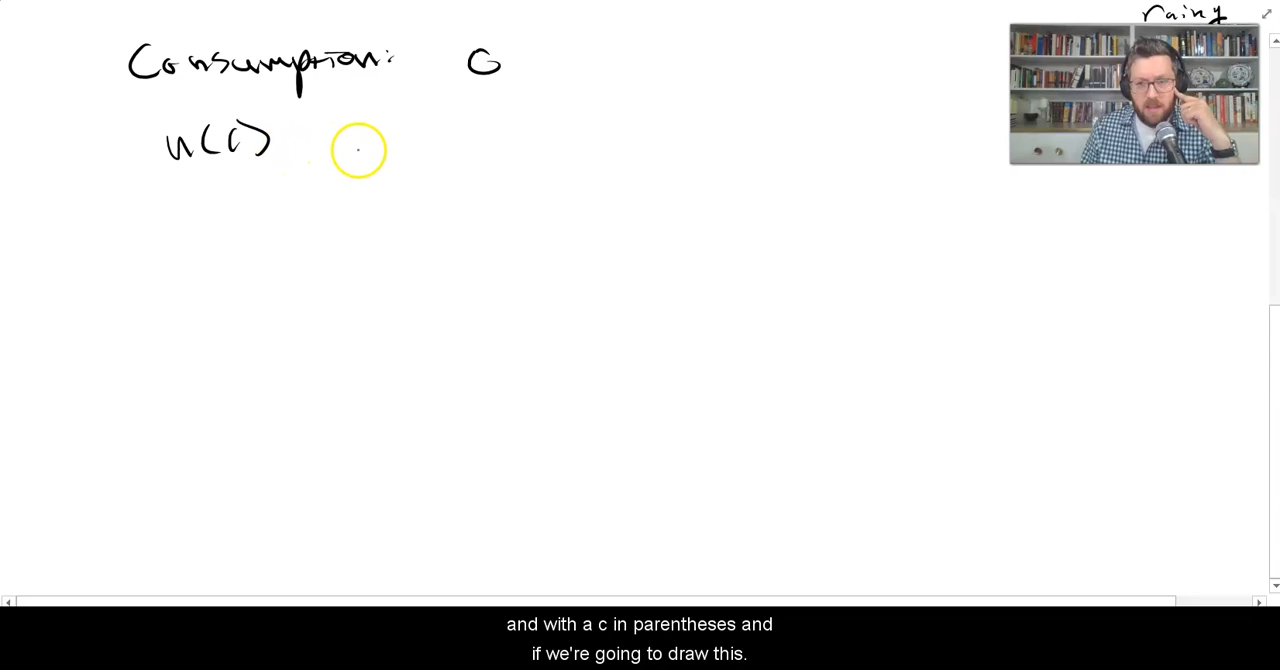 rainy
Consumption: C
u(c)
and with a c in parentheses and
if we're going to draw this.